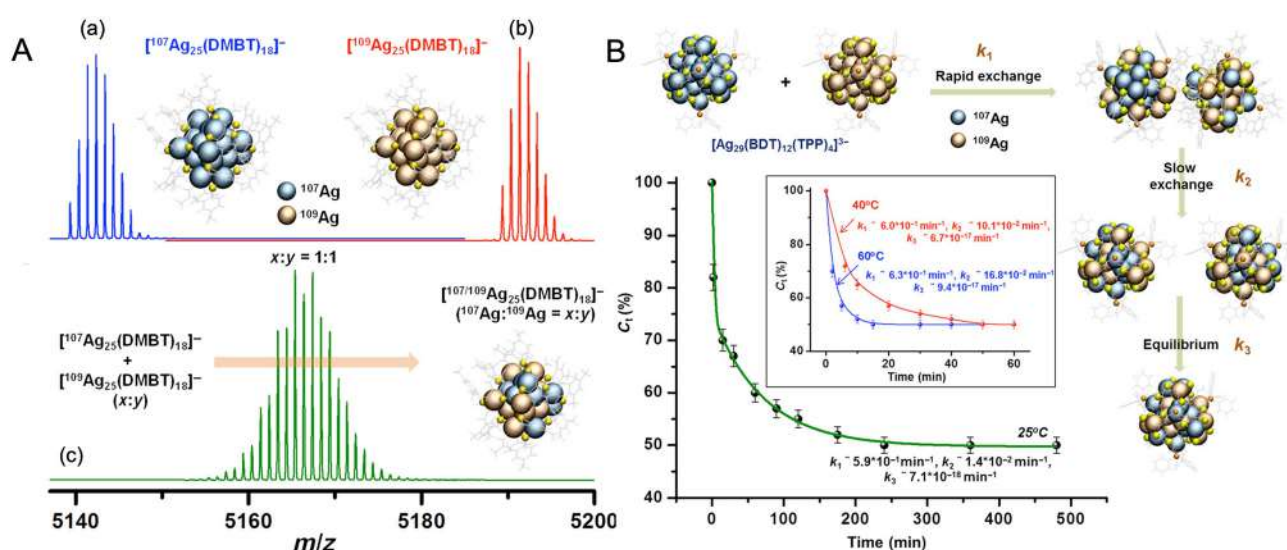 A
(a)
[¹⁰⁷Ag₂₅(DMBT)₁₈]⁻
[¹⁰⁹Ag₂₅(DMBT)₁₈]⁻
(b)
¹⁰⁷Ag
¹⁰⁹Ag
x:y = 1:1
[¹⁰⁷Ag₂₅(DMBT)₁₈]⁻
+
[¹⁰⁹Ag₂₅(DMBT)₁₈]⁻
(x:y)
[¹⁰⁷/¹⁰⁹Ag₂₅(DMBT)₁₈]⁻
(¹⁰⁷Ag:¹⁰⁹Ag = x:y)
(c)
5140 5160 5180 5200
m/z
B
+
k₁
Rapid exchange
¹⁰⁷Ag
¹⁰⁹Ag
[Ag₂₉(BDT)₁₂(TPP)₄]³⁻
Slow
exchange
k₂
Equilibrium
k₃
100
90
80
70
60
50
40
Cₜ (%)
100
80
60
40
Cₜ (%)
40°C
k₁ ~ 6.0*10⁻¹ min⁻¹, k₂ ~ 10.1*10⁻² min⁻¹,
k₃ ~ 6.7*10⁻¹⁷ min⁻¹
60°C
k₁ ~ 6.3*10⁻¹ min⁻¹, k₂ ~ 16.8*10⁻² min⁻¹
k₃ ~ 9.4*10⁻¹⁷ min⁻¹
0 10 20 30 40 50 60
Time (min)
25°C
k₁ ~ 5.9*10⁻¹ min⁻¹, k₂ ~ 1.4*10⁻² min⁻¹,
k₃ ~ 7.1*10⁻¹⁸ min⁻¹
0 100 200 300 400 500
Time (min)